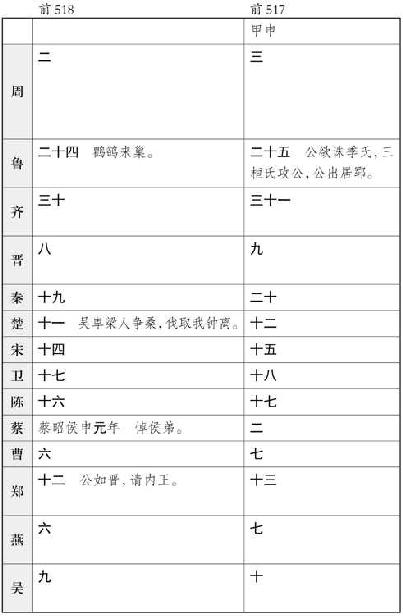 前518 前517
甲申
周 二 三
鲁 二十四 鸜鹆来巢。 二十五 公欲诛季氏,三
桓氏攻公,公出居郓。
齐 三十 三十一
晋 八 九
秦 十九 二十
楚 十一 吴卑梁人争桑,伐取我钟离。 十二
宋 十四 十五
卫 十七 十八
陈 十六 十七
蔡 蔡昭侯申元年 悼侯弟。 二
曹 六 七
郑 十二 公如晋,请内王。 十三
燕 六 七
吴 九 十